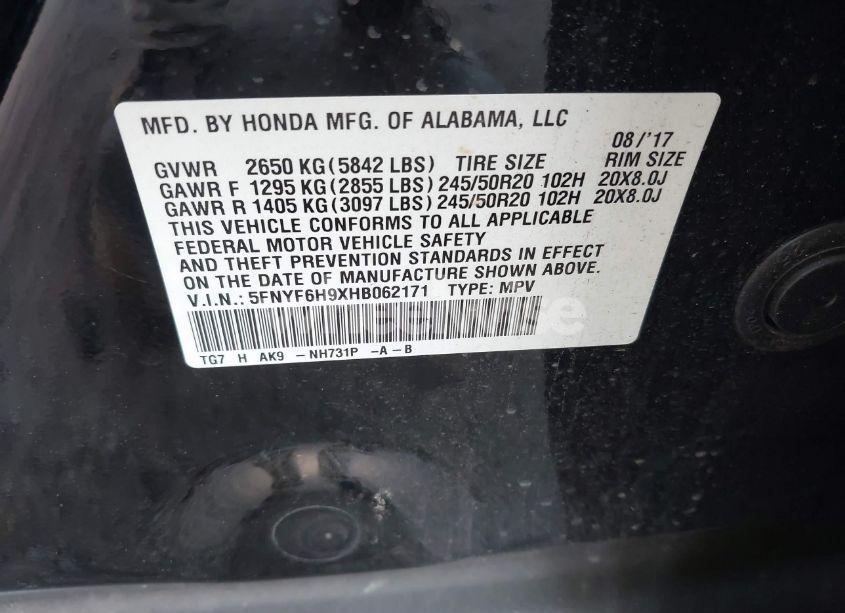 MFD. BY HONDA MFG. OF ALABAMA, LLC
08/'17
GVWR 2650 KG (5842 LBS) TIRE SIZE RIM SIZE
GAWR F 1295 KG (2855 LBS) 245/50R20 102H 20X8.0J
GAWR R 1405 KG (3097 LBS) 245/50R20 102H 20X8.0J
THIS VEHICLE CONFORMS TO ALL APPLICABLE
FEDERAL MOTOR VEHICLE SAFETY
AND THEFT PREVENTION STANDARDS IN EFFECT
ON THE DATE OF MANUFACTURE SHOWN ABOVE.
V.I.N.: 5FNYF6H9XHB062171 TYPE: MPV
TG7 H AK9 - NH731P -A-B